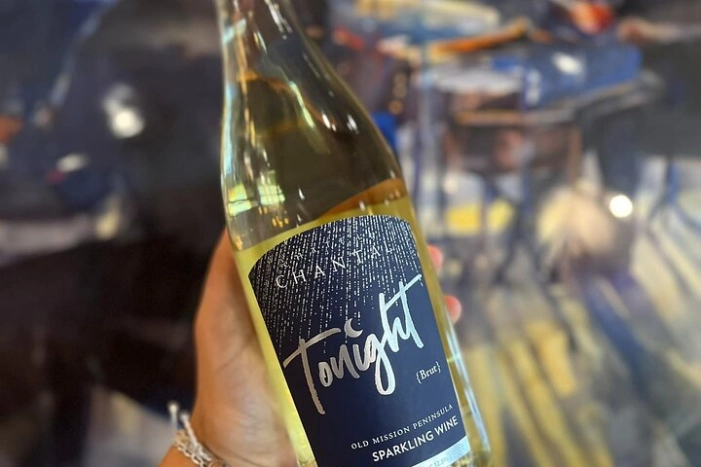 CHANTAL
Tonight
{Brut}
OLD MISSION PENINSULA
SPARKLING WINE